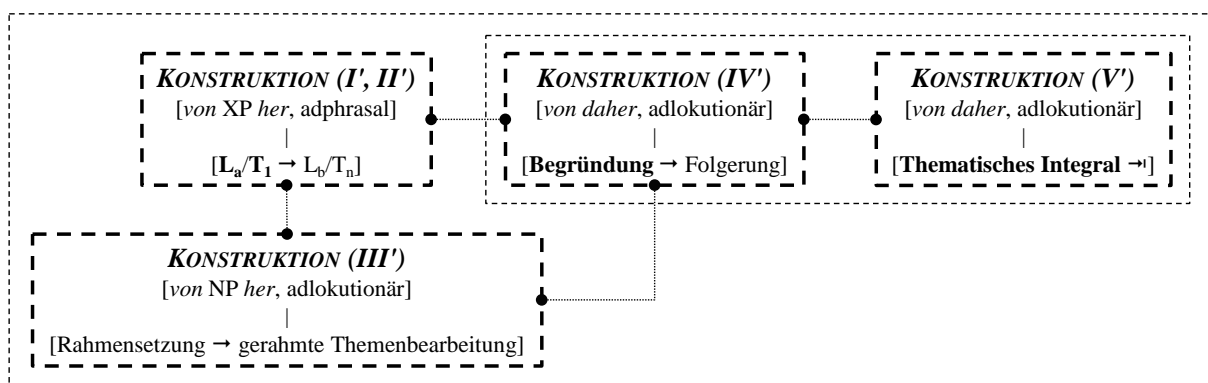 KONSTRUKTION (I', II')
[von XP her, adphrasal]
|
[La/T1 → Lb/Tn]
KONSTRUKTION (IV')
[von daher, adlokutionär]
|
[Begründung → Folgerung]
KONSTRUKTION (V')
[von daher, adlokutionär]
|
[Thematisches Integral ⇥]
KONSTRUKTION (III')
[von NP her, adlokutionär]
|
[Rahmensetzung → gerahmte Themenbearbeitung]